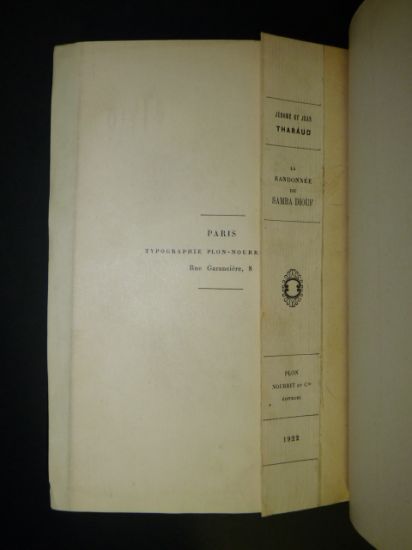 PARIS
TYPOGRAPHIE PLON-NOURR
Rue Garancière, 8
JÉROME ET JEAN
THARAUD
LA
RANDONNÉE
DE
SAMBA DIOUF
PLON
NOURRIT ET Cie
ÉDITEURS
1922